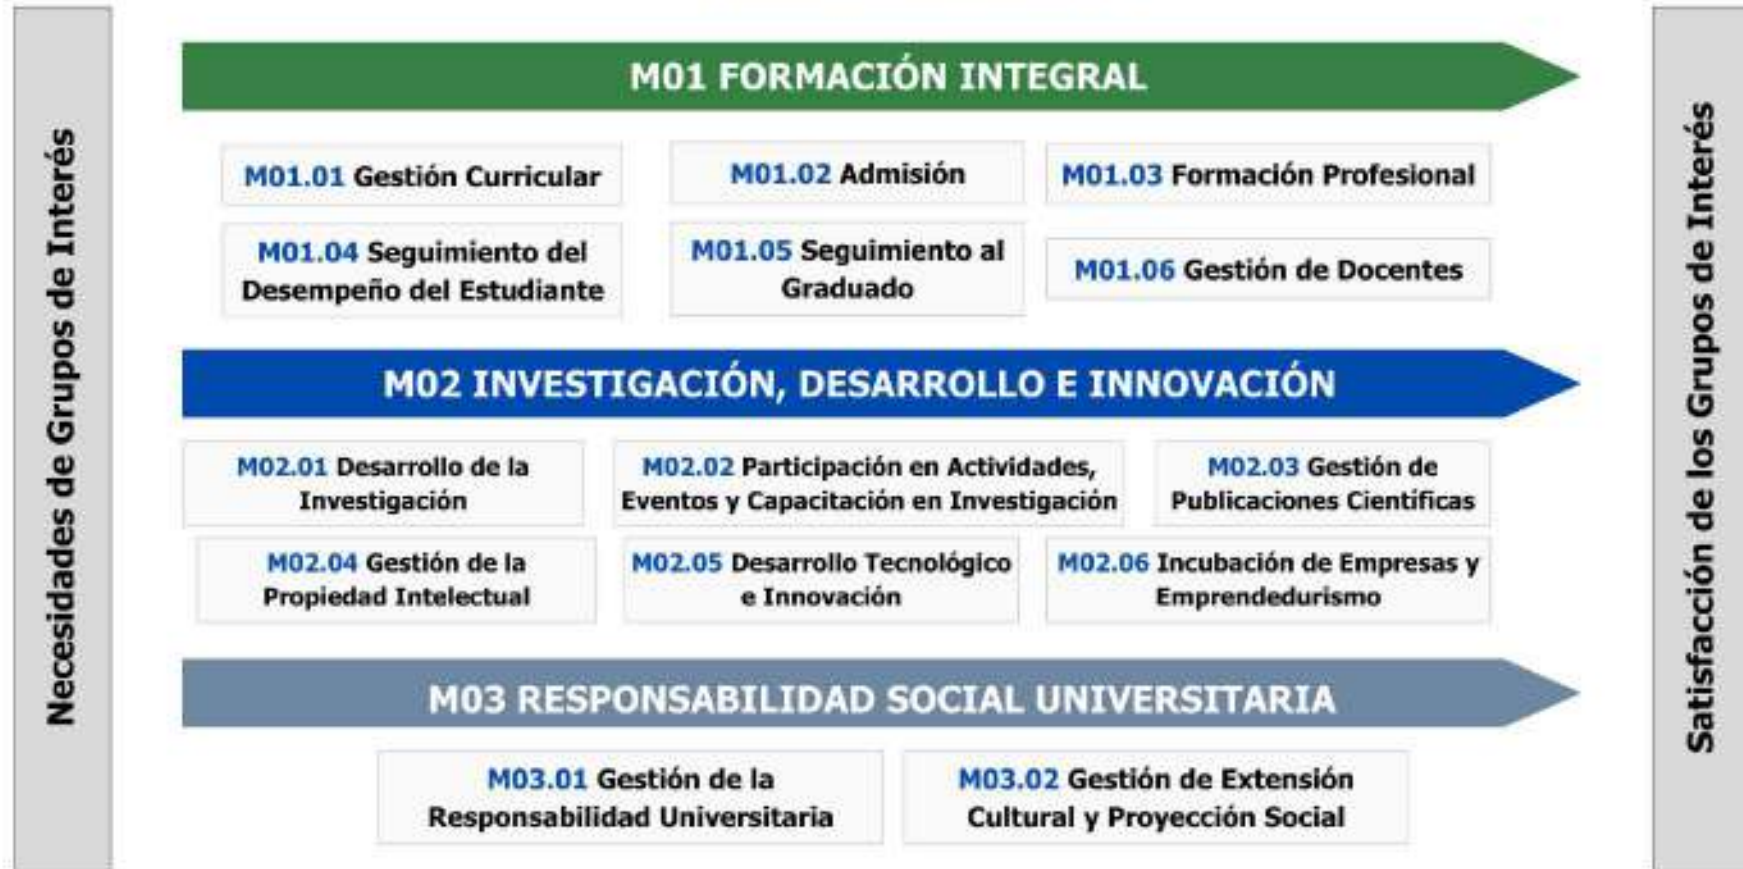 Necesidades de Grupos de Interés
M01 FORMACIÓN INTEGRAL
M01.01 Gestión Curricular
M01.02 Admisión
M01.03 Formación Profesional
M01.04 Seguimiento del
Desempeño del Estudiante
M01.05 Seguimiento al
Graduado
M01.06 Gestión de Docentes
M02 INVESTIGACIÓN, DESARROLLO E INNOVACIÓN
M02.01 Desarrollo de la
Investigación
M02.02 Participación en Actividades,
Eventos y Capacitación en Investigación
M02.03 Gestión de
Publicaciones Científicas
M02.04 Gestión de la
Propiedad Intelectual
M02.05 Desarrollo Tecnológico
e Innovación
M02.06 Incubación de Empresas y
Emprendedurismo
M03 RESPONSABILIDAD SOCIAL UNIVERSITARIA
M03.01 Gestión de la
Responsabilidad Universitaria
M03.02 Gestión de Extensión
Cultural y Proyección Social
Satisfacción de los Grupos de Interés